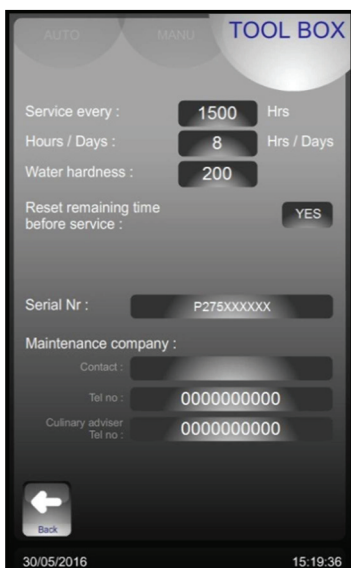 AUTO MANU TOOL BOX
Service every : 1500 Hrs
Hours / Days : 8 Hrs / Days
Water hardness : 200
Reset remaining time
before service : YES
Serial Nr : P275XXXXXX
Maintenance company :
Contact :
Tel no : 0000000000
Culinary adviser
Tel no : 0000000000
Back
30/05/2016 15:19:36